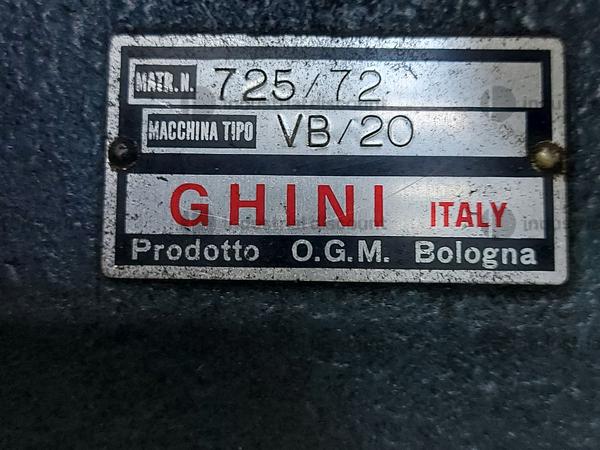 MATR. N. 725/72
MACCHINA TIPO VB/20
GHINI ITALY
Prodotto O.G.M. Bologna